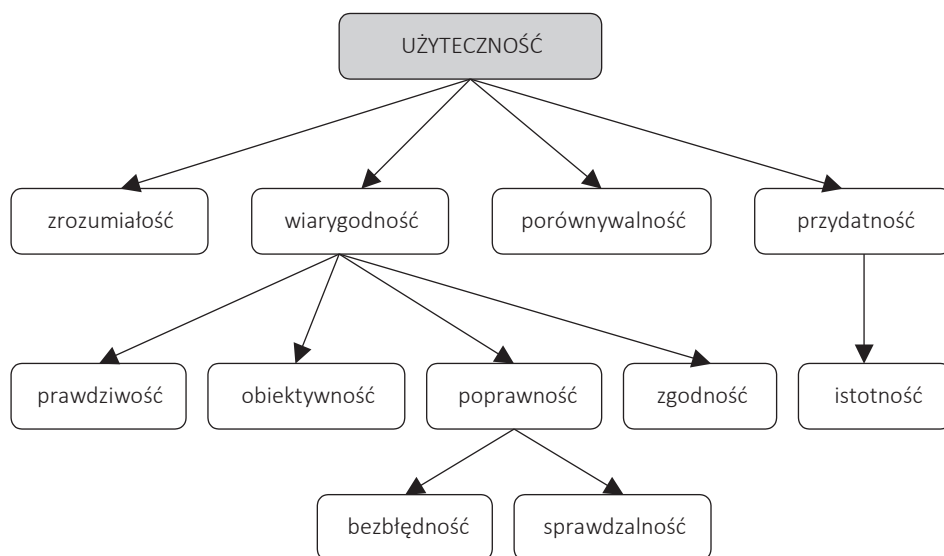 UŻYTECZNOŚĆ
zrozumiałość
wiarygodność
porównywalność
przydatność
prawdziwość
obiektywność
poprawność
zgodność
istotność
bezbłędność
sprawdzalność